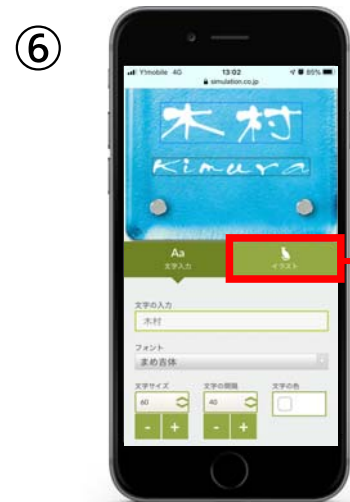 ⑥
Y!mobile 4G 13:02 85%
simulation.co.jp
木村
Kimura
Aa
文字入力
イラスト
文字の入力
木村
フォント
まめ吉体
文字サイズ 文字の間隔 文字の色
60 40
- + - +